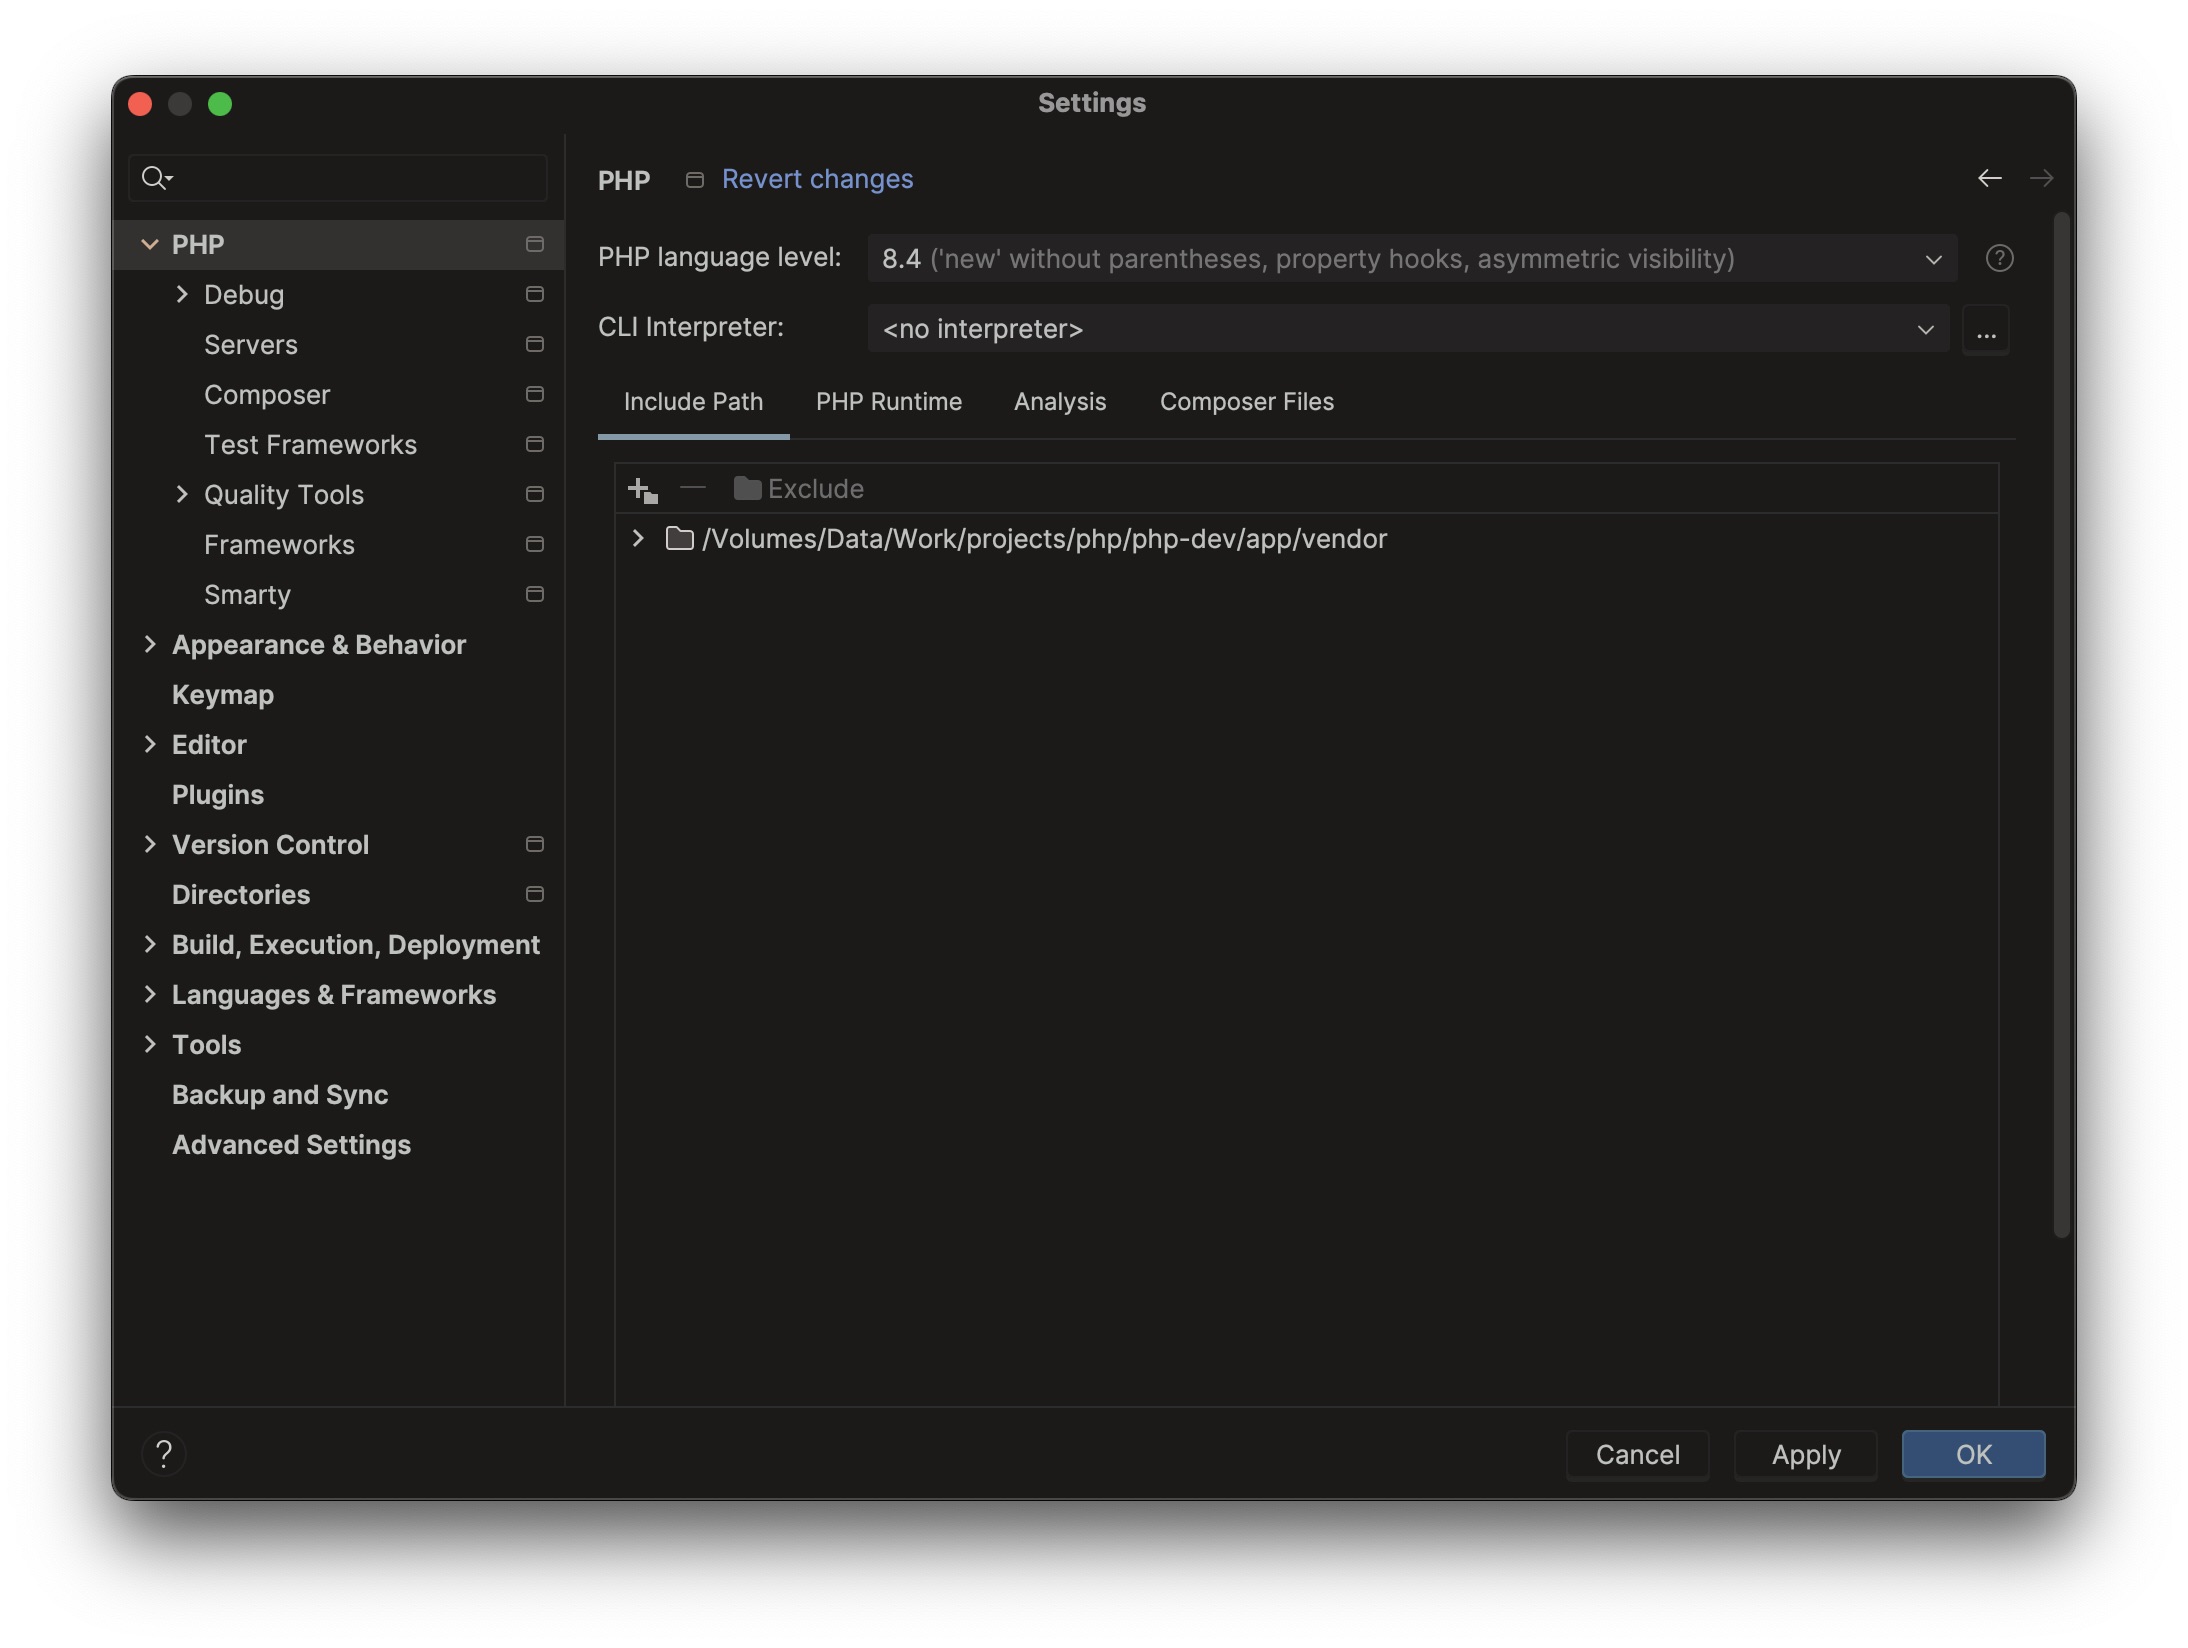 Settings
PHP
Debug
Servers
Composer
Test Frameworks
Quality Tools
Frameworks
Smarty
Appearance & Behavior
Keymap
Editor
Plugins
Version Control
Directories
Build, Execution, Deployment
Languages & Frameworks
Tools
Backup and Sync
Advanced Settings
PHP Revert changes
PHP language level: 8.4 ('new' without parentheses, property hooks, asymmetric visibility) ?
CLI Interpreter: <no interpreter> ...
Include Path PHP Runtime Analysis Composer Files
Exclude
/Volumes/Data/Work/projects/php/php-dev/app/vendor
? Cancel Apply OK